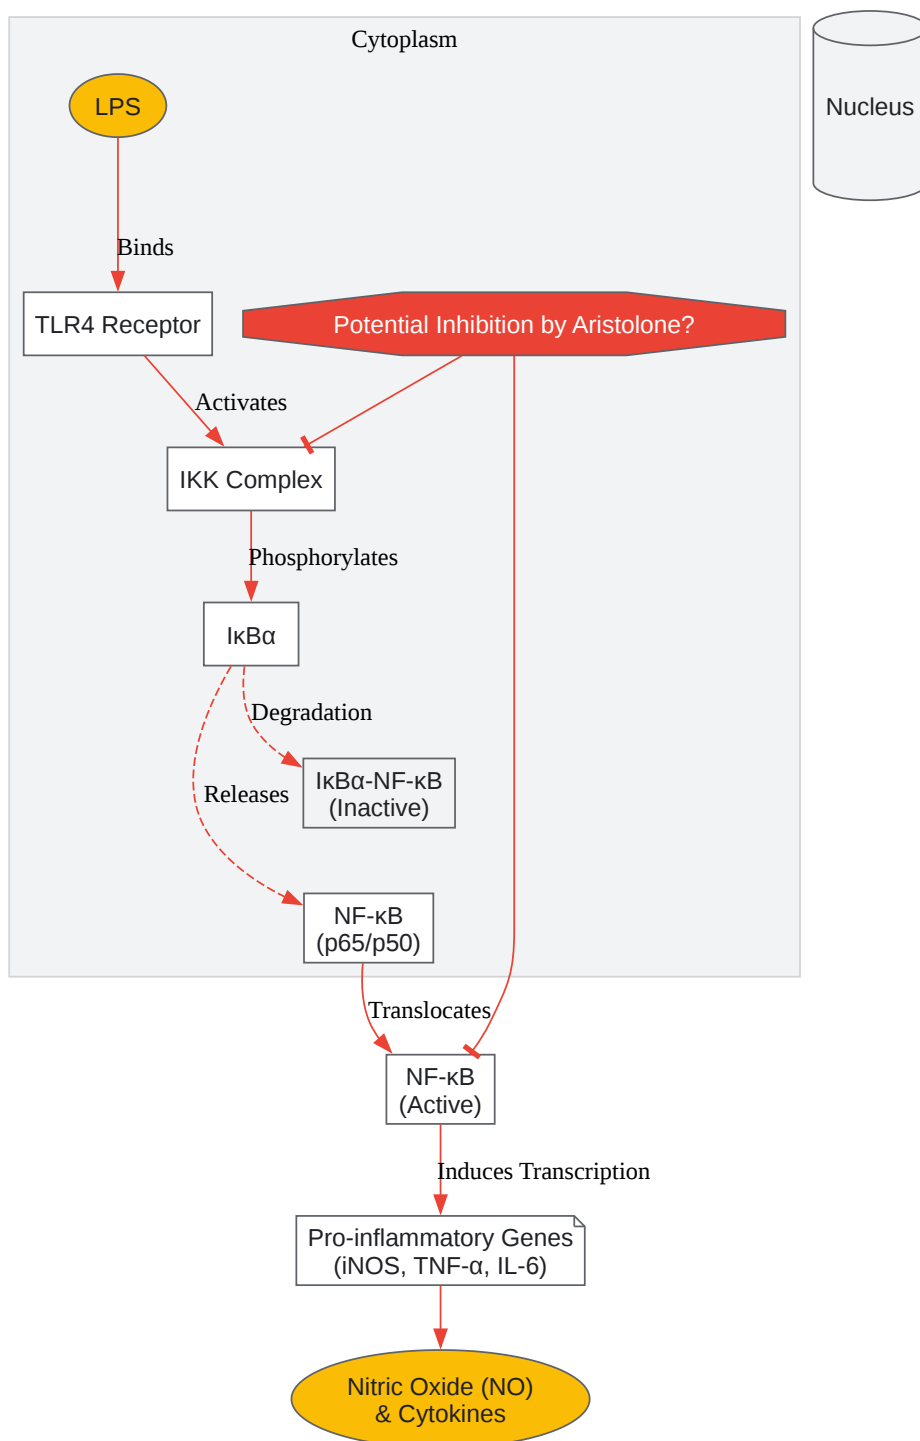 Cytoplasm
Nucleus
LPS
Binds
TLR4 Receptor
Potential Inhibition by Aristolone?
Activates
IKK Complex
Phosphorylates
IκBα
Degradation
IκBα-NF-κB
(Inactive)
Releases
NF-κB
(p65/p50)
Translocates
NF-κB
(Active)
Induces Transcription
Pro-inflammatory Genes
(iNOS, TNF-α, IL-6)
Nitric Oxide (NO)
& Cytokines